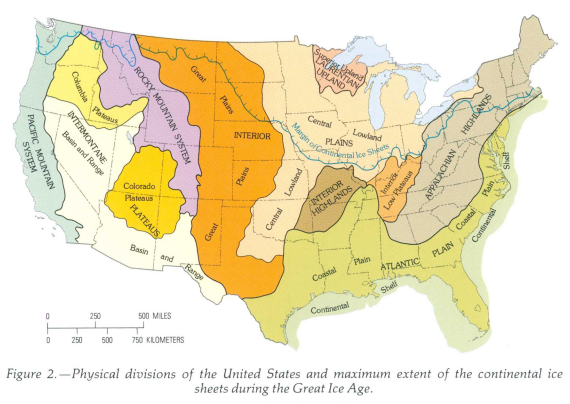 Superior Upland
LAURENTIAN
UPLAND
Columbia
Plateaus
ROCKY MOUNTAIN SYSTEM
Great
Plains
INTERIOR
Plains
Great
Central
Lowland
PLAINS
Margin of Continental Ice Sheets
APPALACHIAN
HIGHLANDS
PACIFIC MOUNTAIN
SYSTEM
INTERMONTANE
Basin and Range
Colorado
Plateaus
PLATEAUS
Basin and Range
Central
Lowland
INTERIOR
HIGHLANDS
Interior
Low Plateaus
Coastal Plain
ATLANTIC PLAIN
Coastal Plain
Continental Shelf
Continental Shelf
0 250 500 MILES
0 250 500 750 KILOMETERS
Figure 2.—Physical divisions of the United States and maximum extent of the continental ice
sheets during the Great Ice Age.